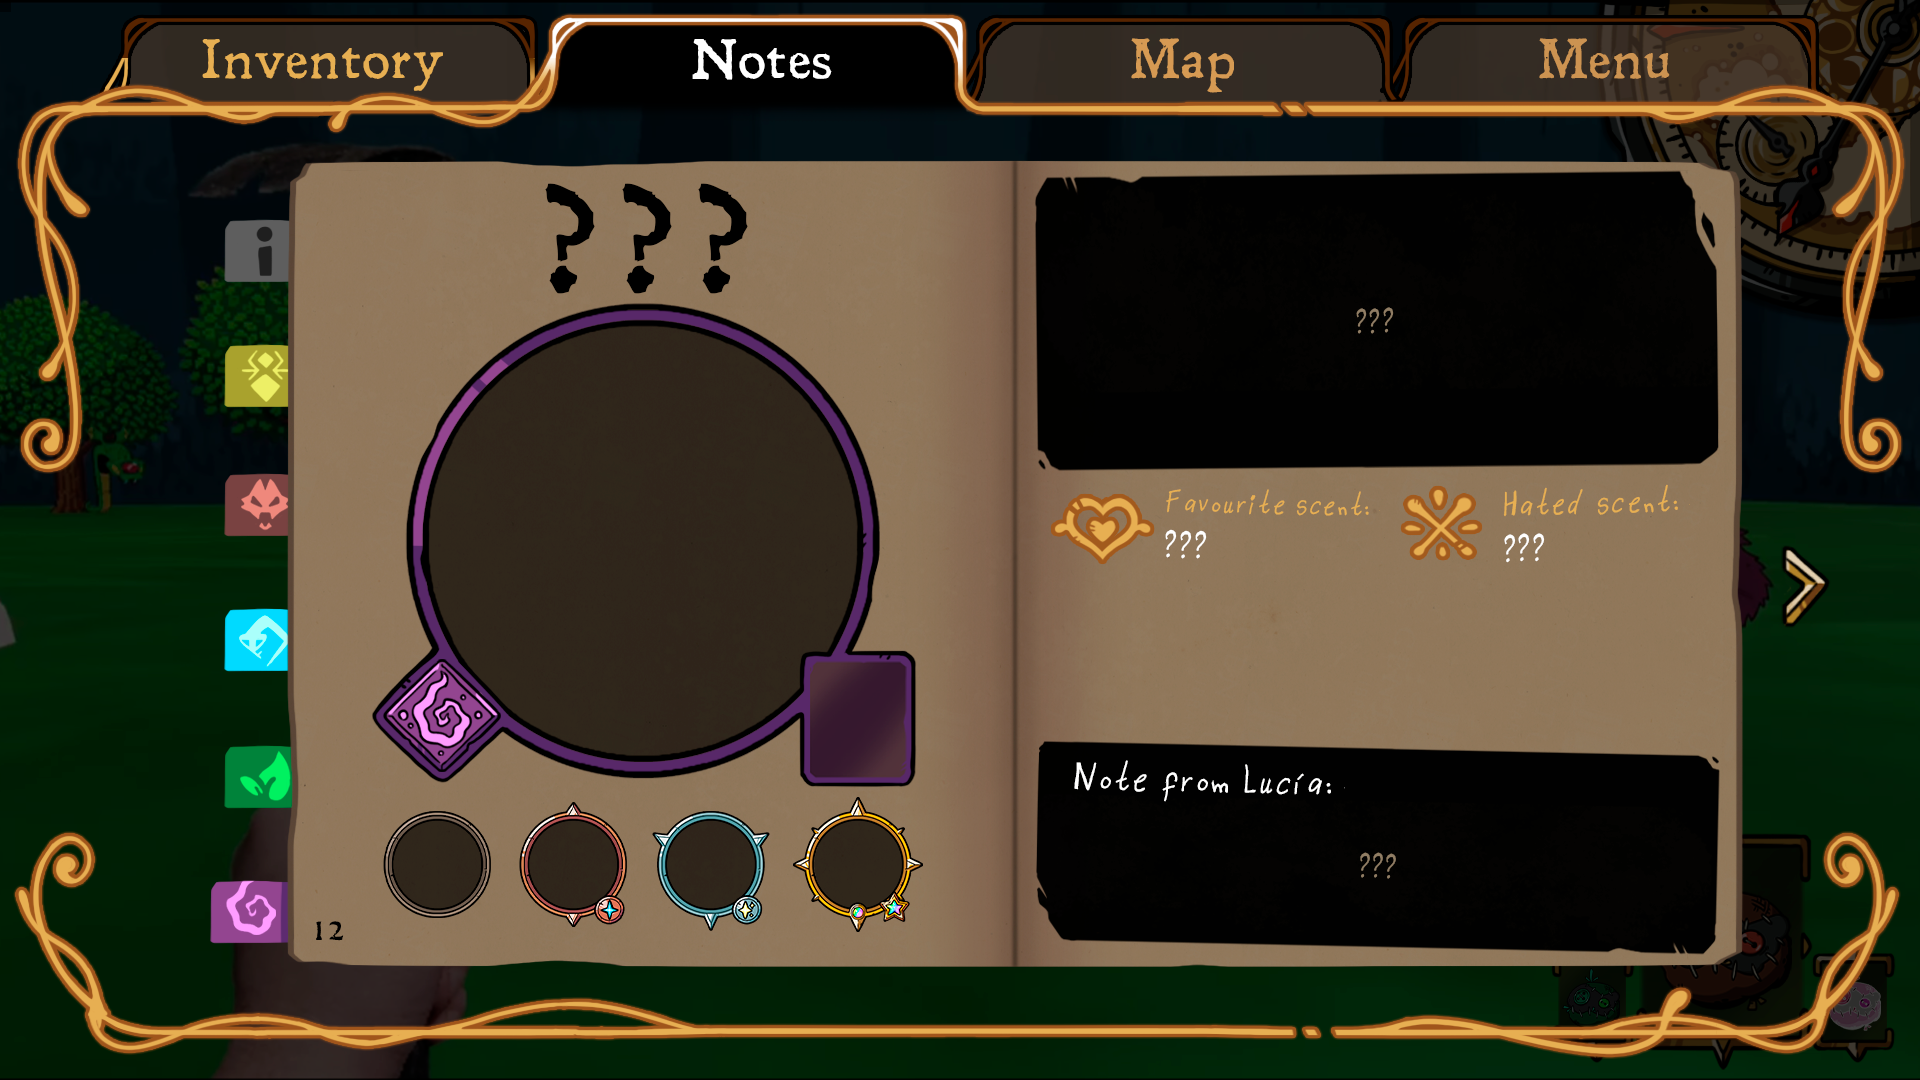 Inventory
Notes
Map
Menu
i
???
12
???
Favourite scent:
???
Hated scent:
???
Note from Lucía:
???